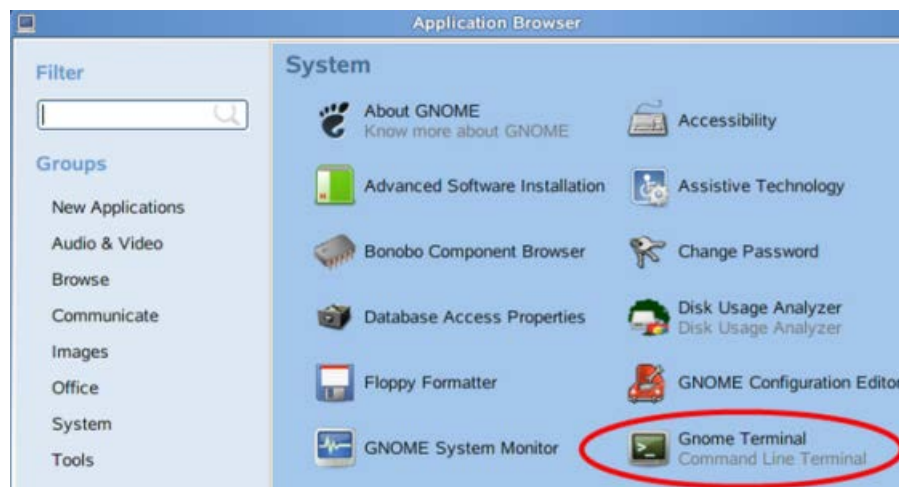 Application Browser
Filter
Groups
New Applications
Audio & Video
Browse
Communicate
Images
Office
System
Tools
System
About GNOME
Know more about GNOME
Accessibility
Advanced Software Installation
Assistive Technology
Bonobo Component Browser
Change Password
Database Access Properties
Disk Usage Analyzer
Disk Usage Analyzer
Floppy Formatter
GNOME Configuration Editor
GNOME System Monitor
Gnome Terminal
Command Line Terminal